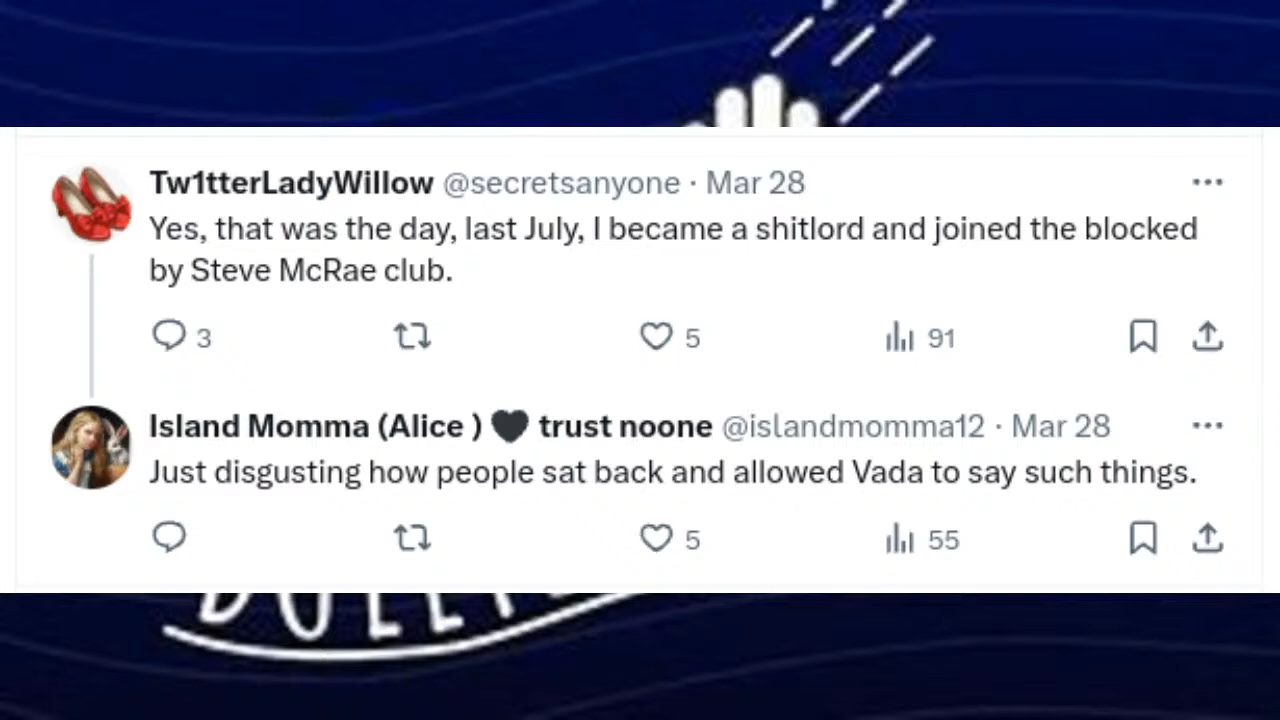 Tw1tterLadyWillow @secretsanyone · Mar 28
Yes, that was the day, last July, I became a shitlord and joined the blocked
by Steve McRae club.
3 5 91
Island Momma (Alice ) 🖤 trust noone @islandmomma12 · Mar 28
Just disgusting how people sat back and allowed Vada to say such things.
5 55